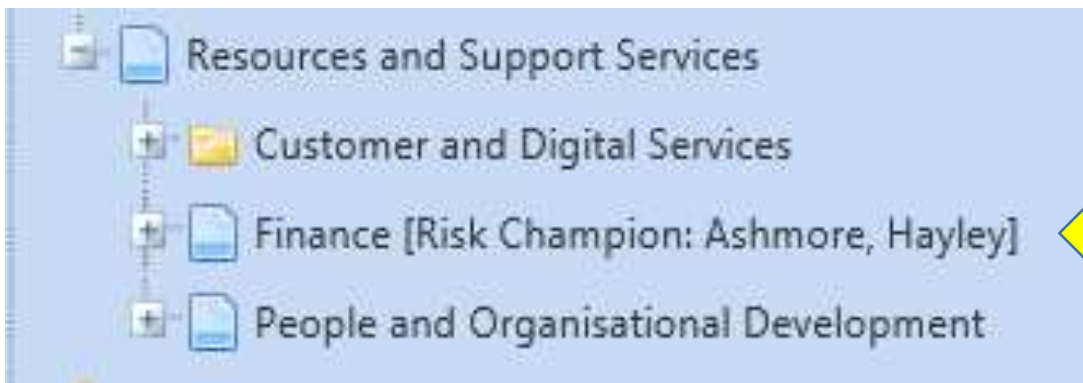 Resources and Support Services
Customer and Digital Services
Finance [Risk Champion: Ashmore, Hayley]
People and Organisational Development